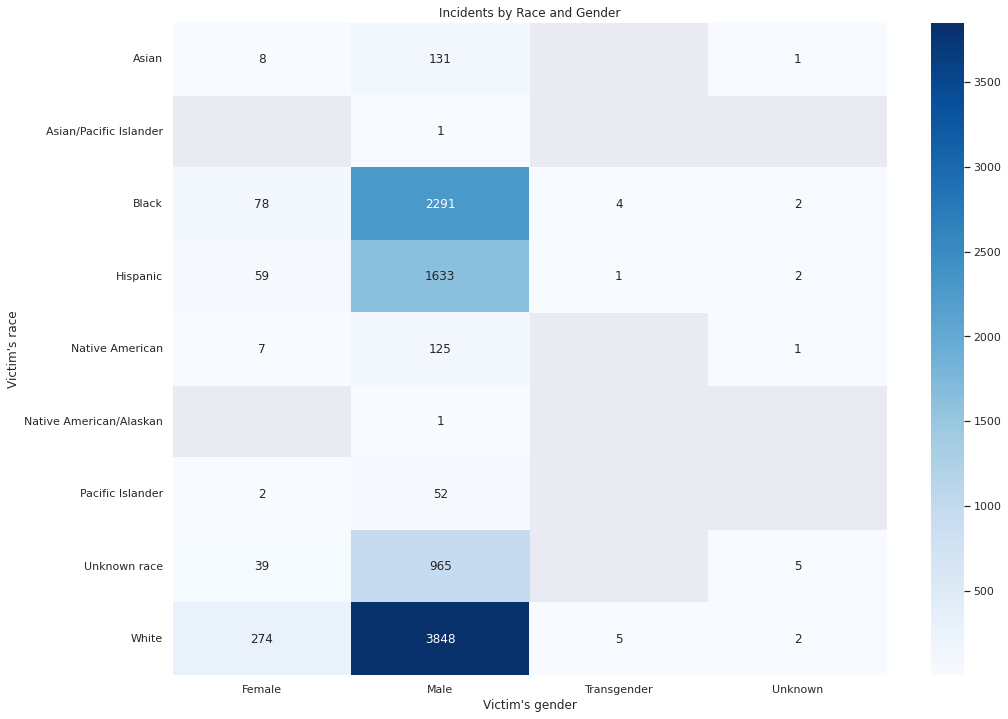 Incidents by Race and Gender
Asian 8 131 1
Asian/Pacific Islander 1
Black 78 2291 4 2
Hispanic 59 1633 1 2
Native American 7 125 1
Native American/Alaskan 1
Pacific Islander 2 52
Unknown race 39 965 5
White 274 3848 5 2
Female Male Transgender Unknown
Victim's gender
Victim's race
3500
3000
2500
2000
1500
1000
500